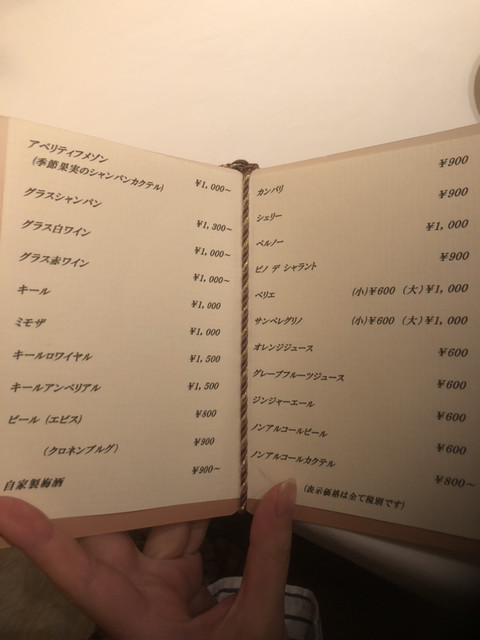 アペリティフメゾン
(季節果実のシャンパンカクテル) ¥1,000~
グラスシャンパン ¥1,300~
グラス白ワイン ¥1,000~
グラス赤ワイン ¥1,000~
キール ¥1,000
ミモザ ¥1,000
キールロワイヤル ¥1,500
キールアンペリアル ¥1,500
ビール (エビス) ¥800
(クロネンブルグ) ¥900
自家製梅酒 ¥900~
カンパリ ¥900
シェリー ¥900
ペルノー ¥1,000
ピノ デ シャラント ¥900
ペリエ (小)¥600 (大)¥1,000
サンペレグリノ (小)¥600 (大)¥1,000
オレンジジュース ¥600
グレープフルーツジュース ¥600
ジンジャーエール ¥600
ノンアルコールビール ¥600
ノンアルコールカクテル ¥800~
(表示価格は全て税別です)